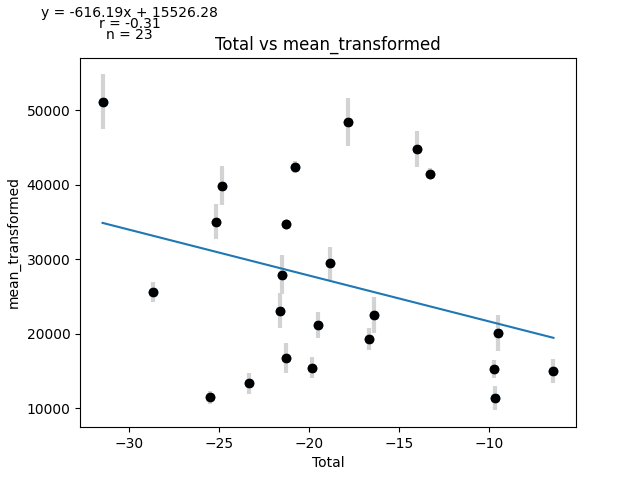 y = -616.19x + 15526.28
r = -0.31
n = 23
Total vs mean_transformed
mean_transformed
50000
40000
30000
20000
10000
−30
−25
−20
−15
−10
Total